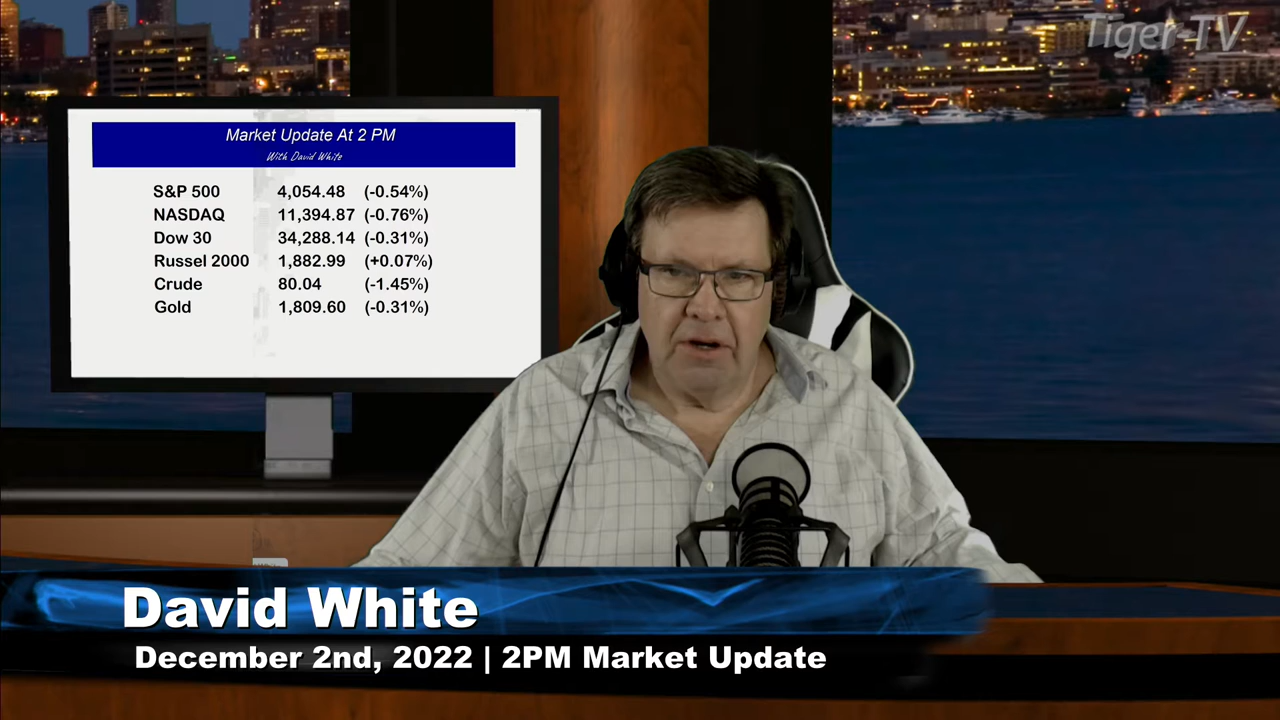 Tiger-TV
Market Update At 2 PM
With David White
S&P 500 4,054.48 (-0.54%)
NASDAQ 11,394.87 (-0.76%)
Dow 30 34,288.14 (-0.31%)
Russel 2000 1,882.99 (+0.07%)
Crude 80.04 (-1.45%)
Gold 1,809.60 (-0.31%)
David White
December 2nd, 2022 | 2PM Market Update